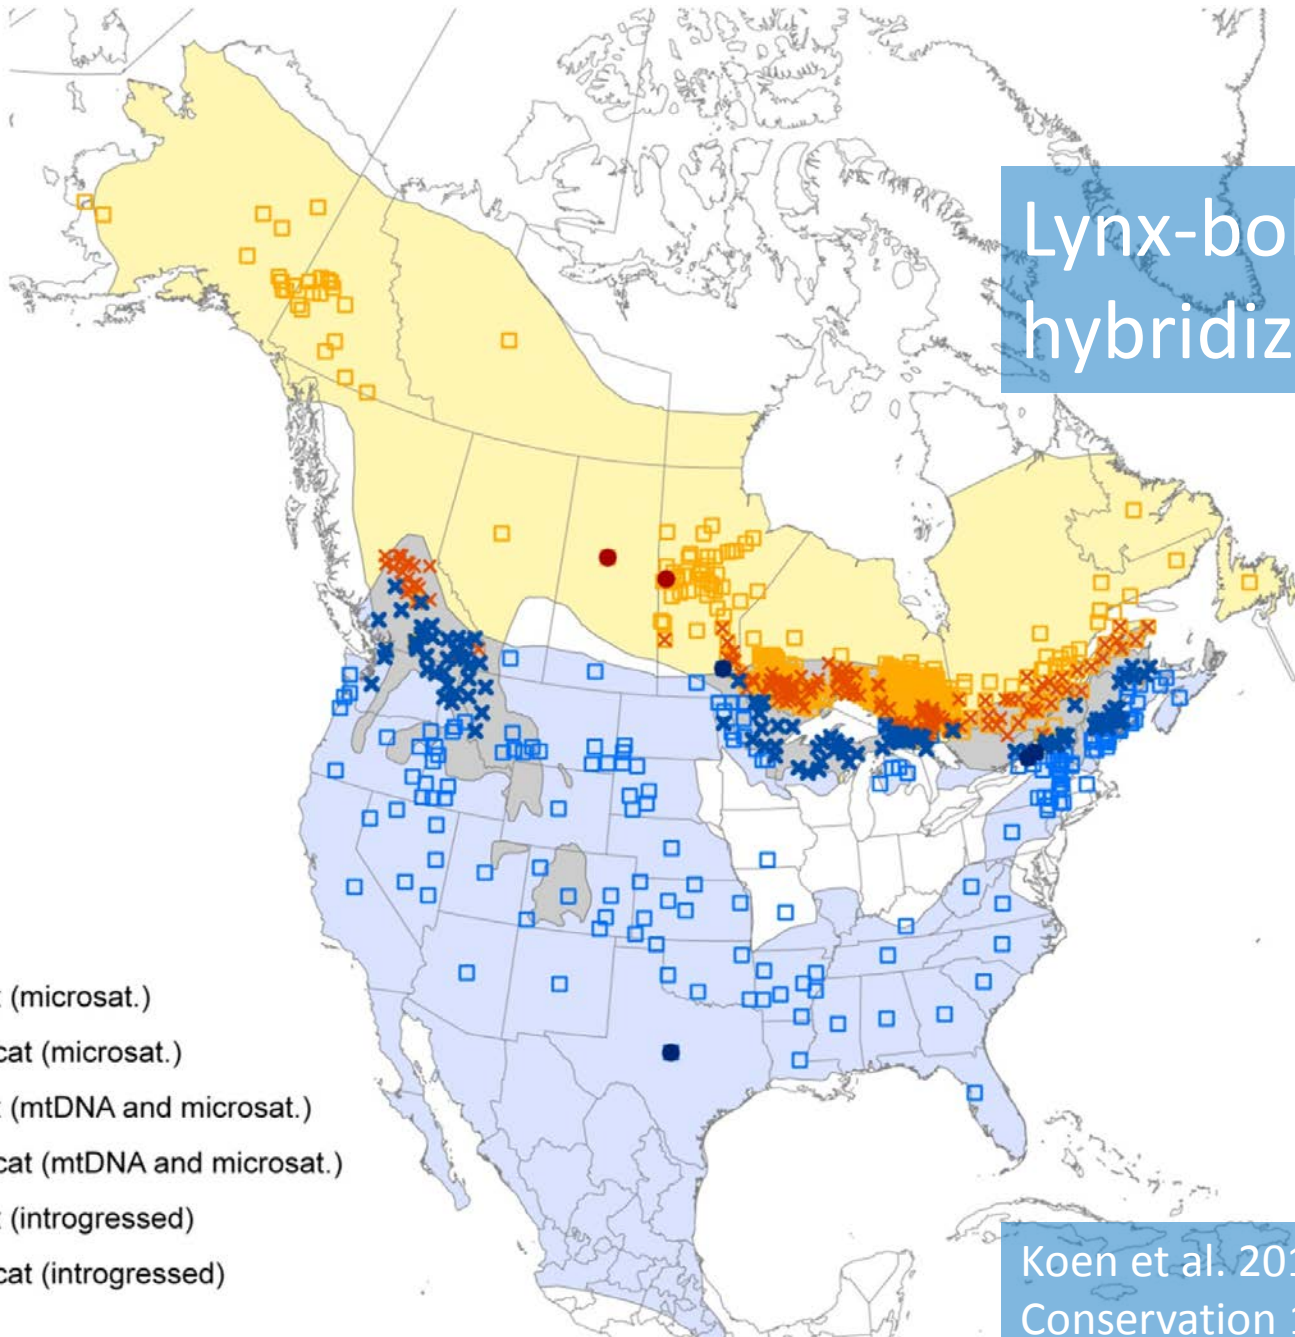 Lynx-bo
hybridiz
(microsat.)
cat (microsat.)
(mtDNA and microsat.)
cat (mtDNA and microsat.)
(introgressed)
cat (introgressed)
Koen et al. 201
Conservation